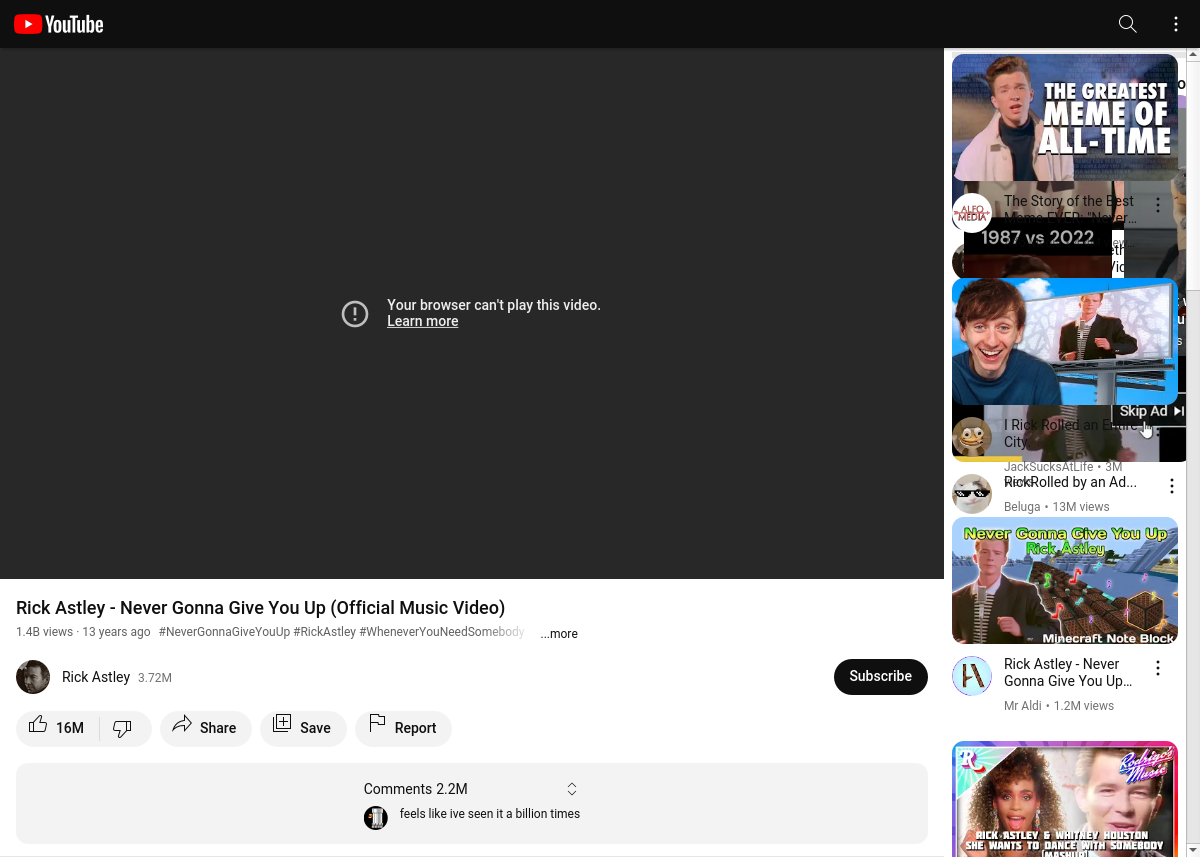 YouTube
Your browser can't play this video.
Learn more
Rick Astley - Never Gonna Give You Up (Official Music Video)
1.4B views · 13 years ago #NeverGonnaGiveYouUp #RickAstley #WheneverYouNeedSomebody
...more
Rick Astley 3.72M
Subscribe
16M
Share
Save
Report
Comments 2.2M
feels like ive seen it a billion times
THE GREATEST
MEME OF
ALL-TIME
ALFO
MEDIA
The Story of the Best
Meme EVER: "Never...
1987 vs 2022
Skip Ad
I Rick Rolled an Entire
City.
JackSucksAtLife • 3M
RickRolled by an Ad...
Beluga • 13M views
Never Gonna Give You Up
Rick Astley
Minecraft Note Block
Rick Astley - Never
Gonna Give You Up...
Mr Aldi • 1.2M views
Rodrigo's
Music
RICK ASTLEY & WHITNEY HOUSTON
SHE WANTS TO DANCE WITH SOMEBODY
(MASHUP)